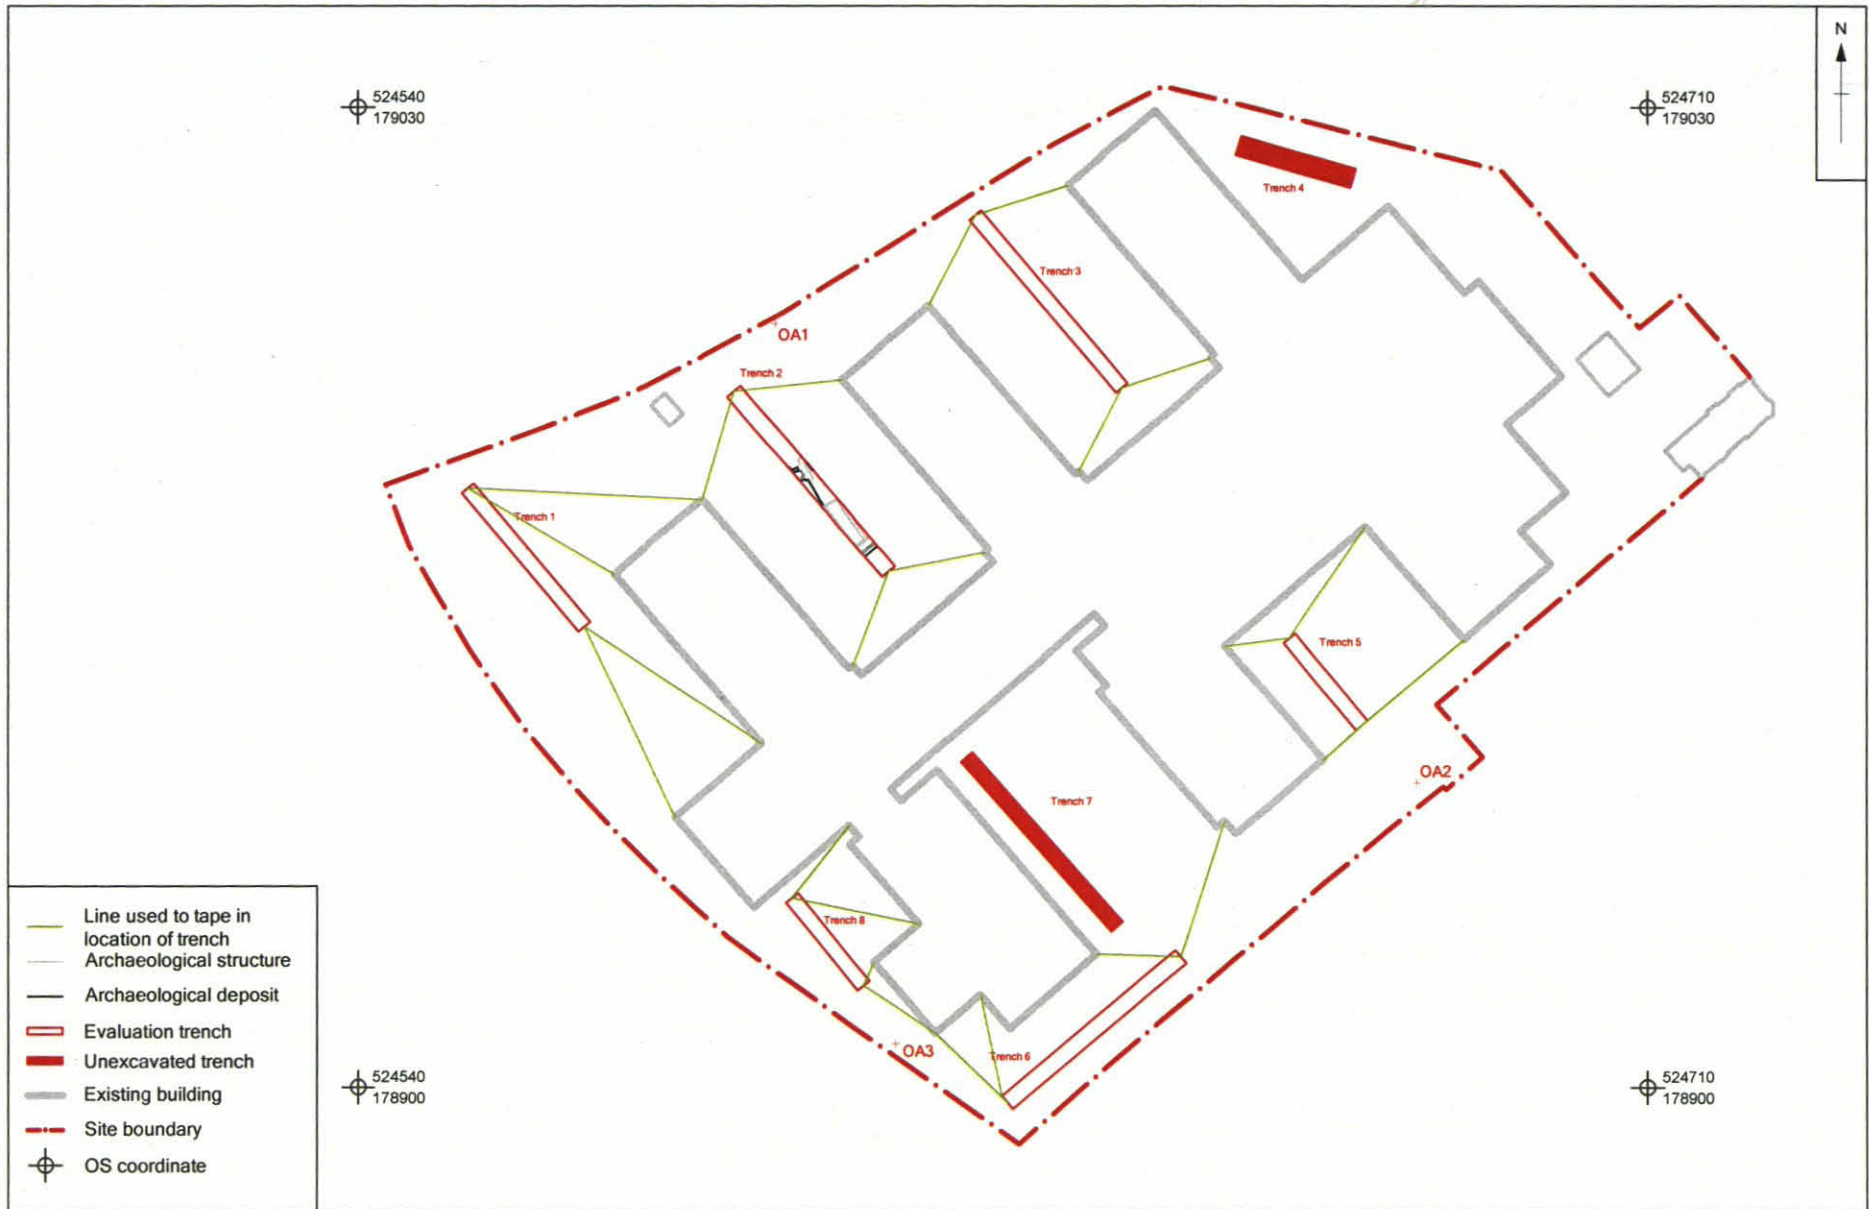 N
524540
179030
524710
179030
Trench 4
Trench 3
OA1
Trench 2
Trench 1
Trench 5
OA2
Trench 7
Trench 8
OA3
Trench 6
524540
178900
524710
178900
Line used to tape in
location of trench
Archaeological structure
Archaeological deposit
Evaluation trench
Unexcavated trench
Existing building
Site boundary
OS coordinate